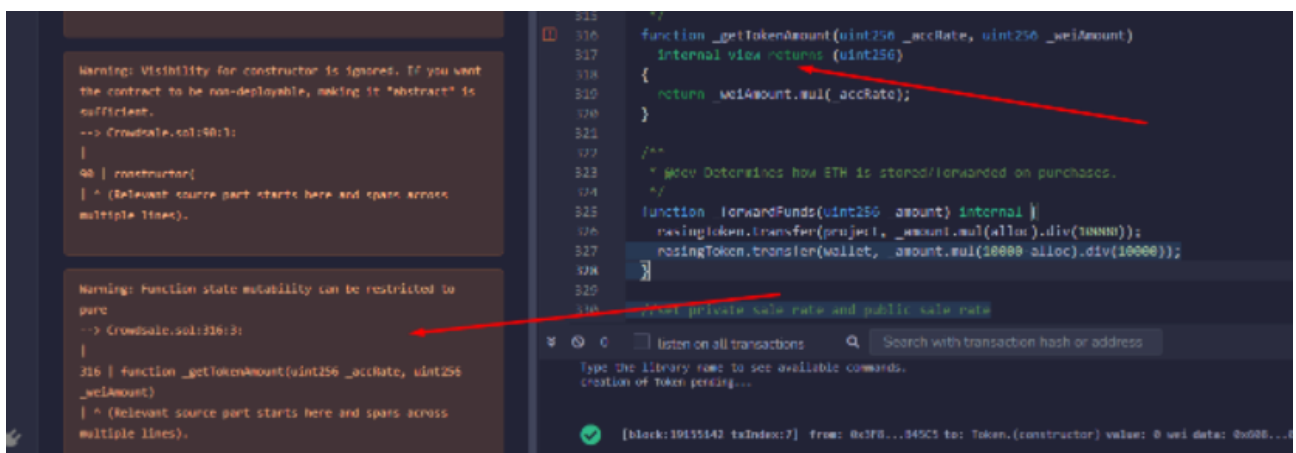 Warning: Visibility for constructor is ignored. If you want
the contract to be non-deployable, making it "abstract" is
sufficient.
--> Crowdsale.sol:90:3:
|
90 | constructor(
| ^ (Relevant source part starts here and spans across
multiple lines).
Warning: Function state mutability can be restricted to
pure
--> Crowdsale.sol:316:3:
|
316 | function _getTokenAmount(uint256 _accRate, uint256
_weiAmount)
| ^ (Relevant source part starts here and spans across
multiple lines).
315 */
316 function _getTokenAmount(uint256 _accRate, uint256 _weiAmount)
317 internal view returns (uint256)
318 {
319 return _weiAmount.mul(_accRate);
320 }
321
322 /**
323 * @dev Determines how ETH is stored/forwarded on purchases.
324 */
325 function _forwardFunds(uint256 _amount) internal {
326 rasingToken.transfer(project, _amount.mul(alloc).div(10000));
327 rasingToken.transfer(wallet, _amount.mul(10000-alloc).div(10000));
328 }
329
330 //set private sale rate and public sale rate
0 listen on all transactions Search with transaction hash or address
Type the library name to see available commands.
creation of Token pending...
[block:19155142 txIndex:7] from: to: Token.(constructor) value: 0 wei data: